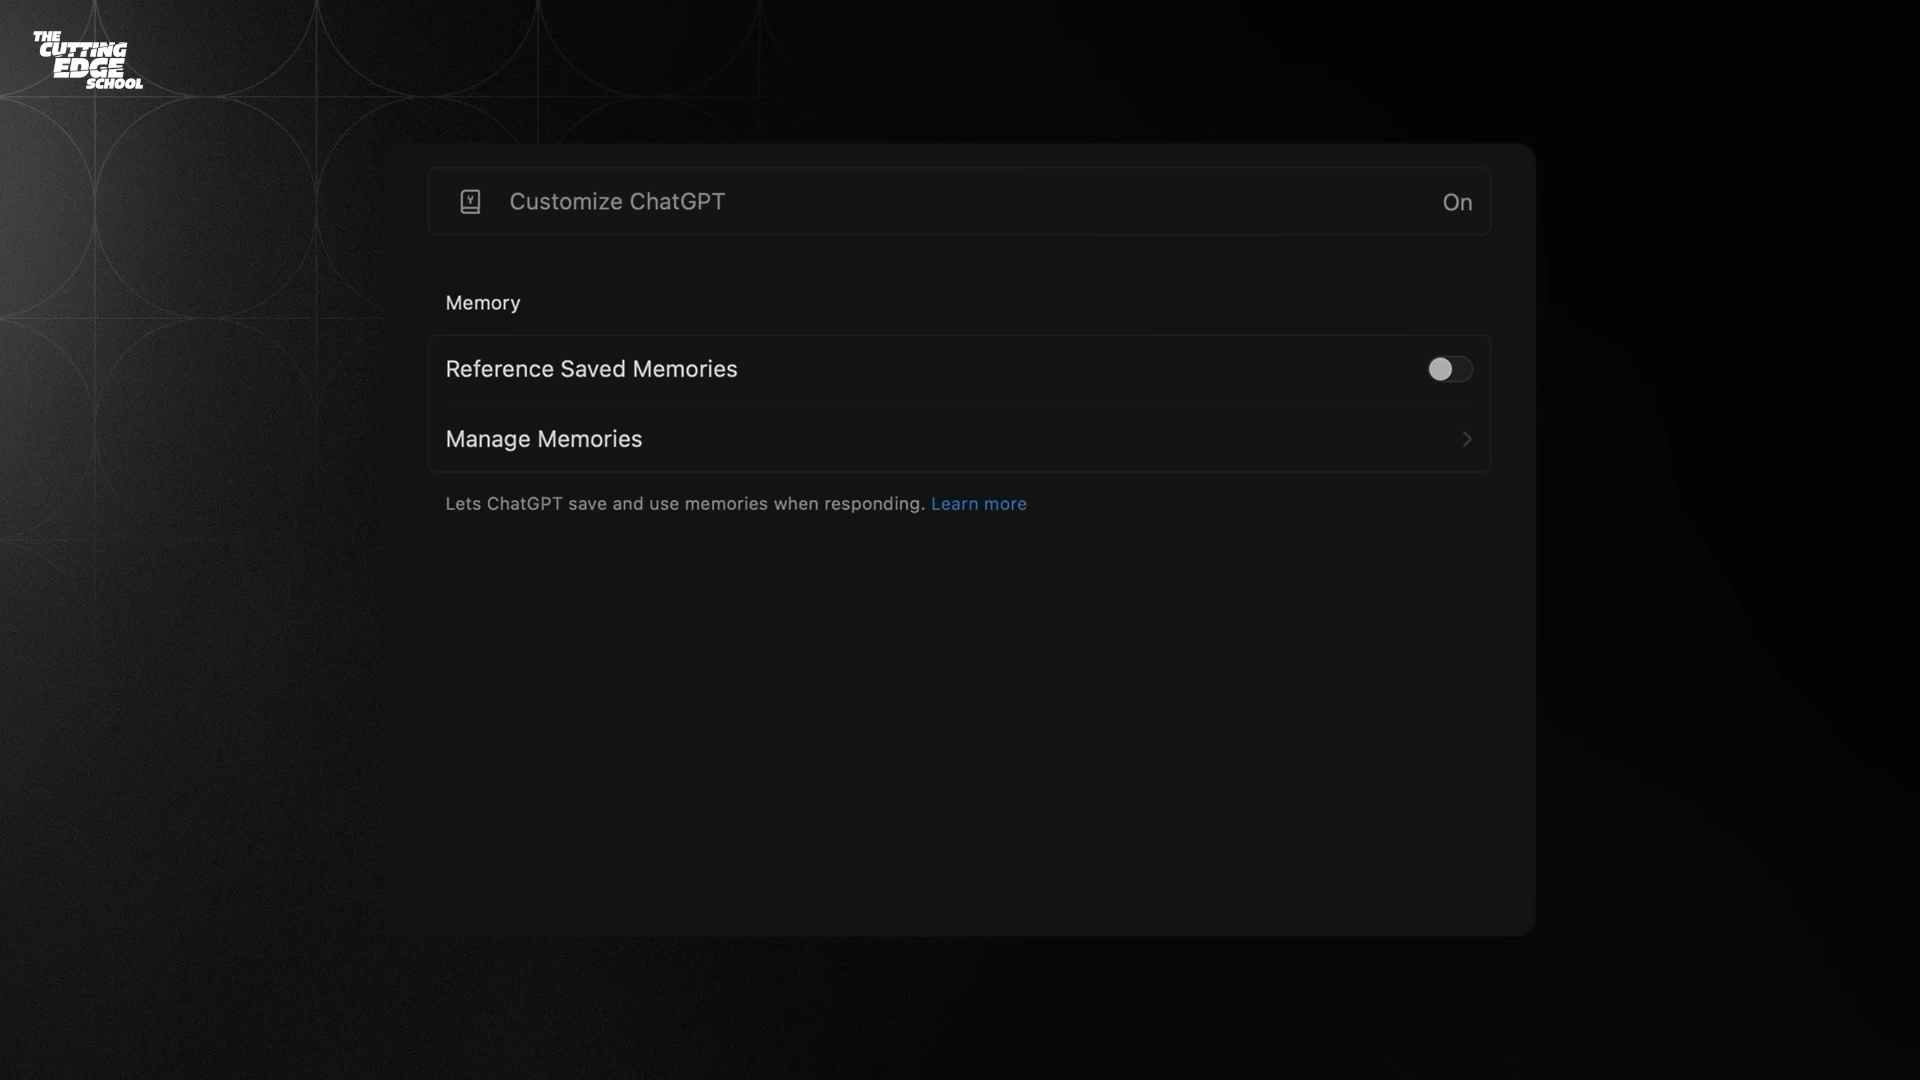 THE
CUTTING
EDGE
SCHOOL
Customize ChatGPT
On
Memory
Reference Saved Memories
Manage Memories
Lets ChatGPT save and use memories when responding. Learn more